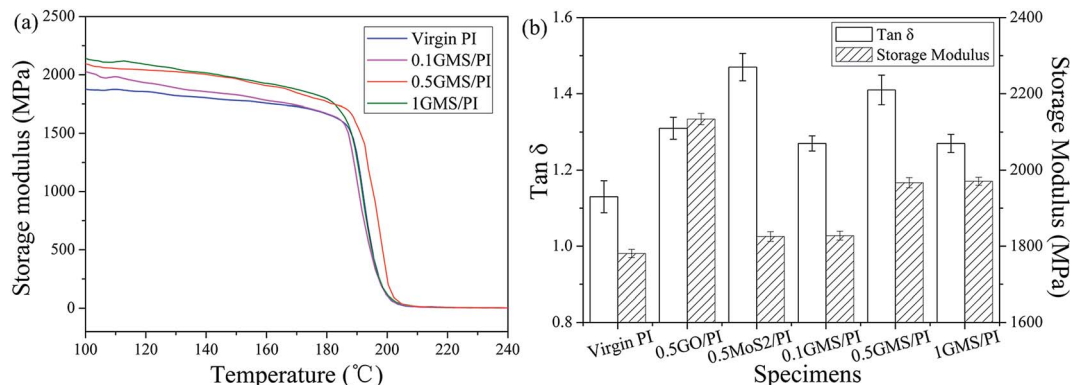 (a)
2500
2000
1500
1000
500
0
Storage modulus (MPa)
Virgin PI
0.1GMS/PI
0.5GMS/PI
1GMS/PI
100 120 140 160 180 200 220 240
Temperature (℃)
(b)
1.6
1.4
1.2
1.0
0.8
Tan δ
Tan δ
Storage Modulus
2400
2200
2000
1800
1600
Storage Modulus (MPa)
Virgin PI 0.5GO/PI 0.5MoS2/PI 0.1GMS/PI 0.5GMS/PI 1GMS/PI
Specimens